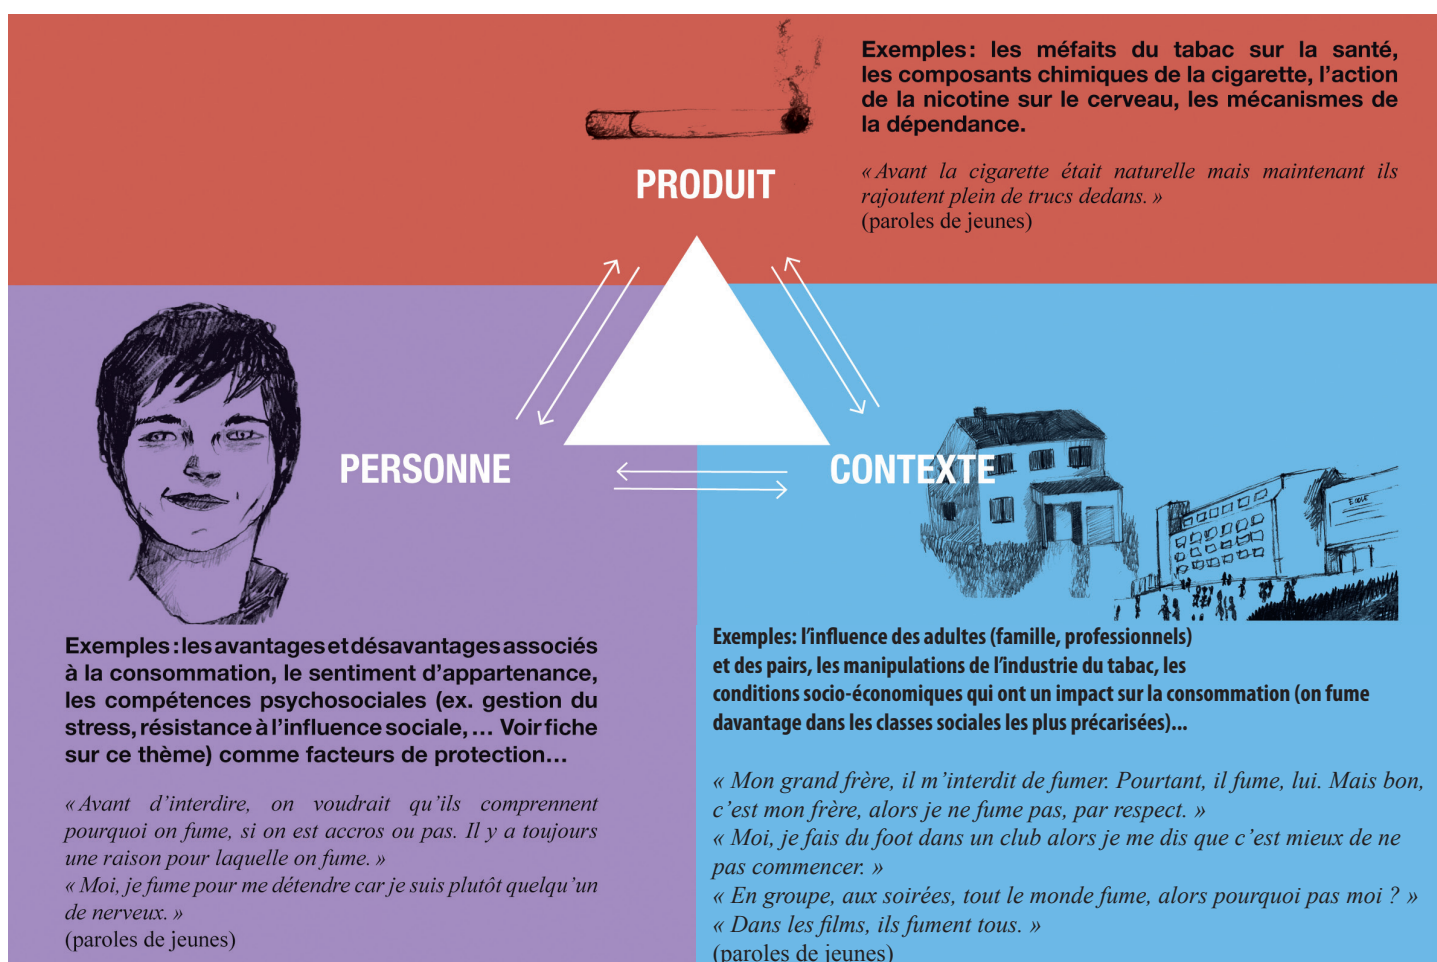 Exemples : les méfaits du tabac sur la santé,
les composants chimiques de la cigarette, l'action
de la nicotine sur le cerveau, les mécanismes de
la dépendance.
« Avant la cigarette était naturelle mais maintenant ils
rajoutent plein de trucs dedans. »
(paroles de jeunes)
PRODUIT
PERSONNE
CONTEXTE
ECOLE
Exemples : les avantages et désavantages associés
à la consommation, le sentiment d'appartenance,
les compétences psychosociales (ex. gestion du
stress, résistance à l'influence sociale, … Voir fiche
sur ce thème) comme facteurs de protection…
« Avant d'interdire, on voudrait qu'ils comprennent
pourquoi on fume, si on est accros ou pas. Il y a toujours
une raison pour laquelle on fume. »
« Moi, je fume pour me détendre car je suis plutôt quelqu'un
de nerveux. »
(paroles de jeunes)
Exemples: l'influence des adultes (famille, professionnels)
et des pairs, les manipulations de l'industrie du tabac, les
conditions socio-économiques qui ont un impact sur la consommation (on fume
davantage dans les classes sociales les plus précarisées)...
« Mon grand frère, il m'interdit de fumer. Pourtant, il fume, lui. Mais bon,
c'est mon frère, alors je ne fume pas, par respect. »
« Moi, je fais du foot dans un club alors je me dis que c'est mieux de ne
pas commencer. »
« En groupe, aux soirées, tout le monde fume, alors pourquoi pas moi ? »
« Dans les films, ils fument tous. »
(paroles de jeunes)